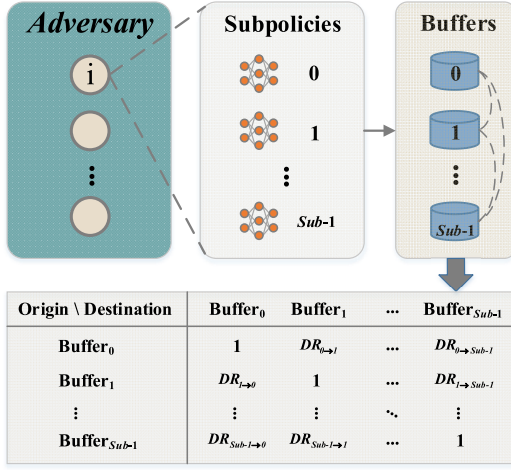 Adversary
i
Subpolicies
0
1
Sub-1
Buffers
0
1
Sub-1
Origin \ Destination Buffer0 Buffer1 ... BufferSub-1
Buffer0 1 DR0→1 ... DR0→Sub-1
Buffer1 DR1→0 1 ... DR1→Sub-1
⋮ ⋮ ⋮ ⋱ ⋮
BufferSub-1 DRSub-1→0 DRSub-1→1 ... 1